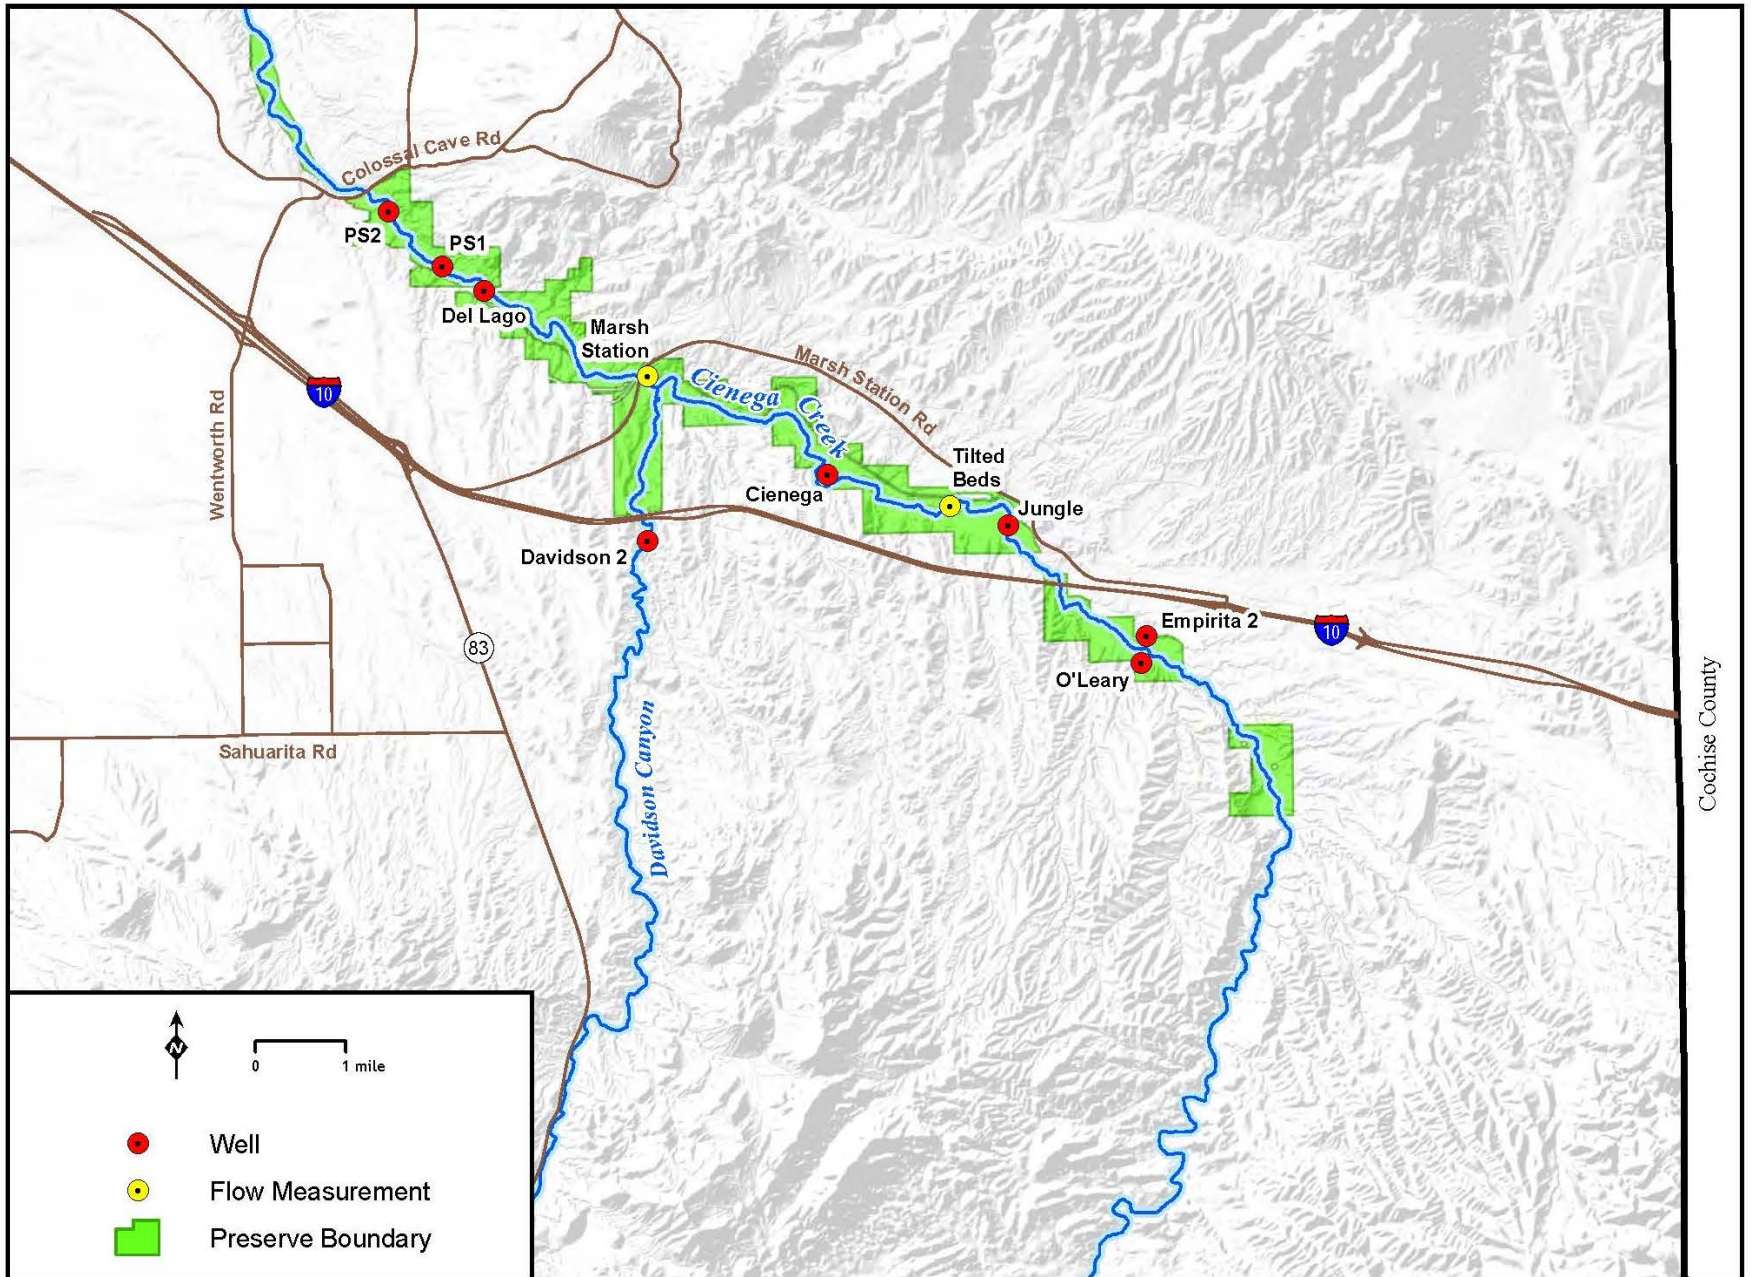 Colossal Cave Rd
PS2
PS1
Del Lago
Marsh
Station
Marsh Station Rd
Cienega
Creek
10
Wentworth Rd
Tilted
Beds
Cienega
Jungle
Davidson 2
Empirita 2
10
83
O'Leary
Cochise County
Davidson Canyon
Sahuarita Rd
N
0 1 mile
Well
Flow Measurement
Preserve Boundary